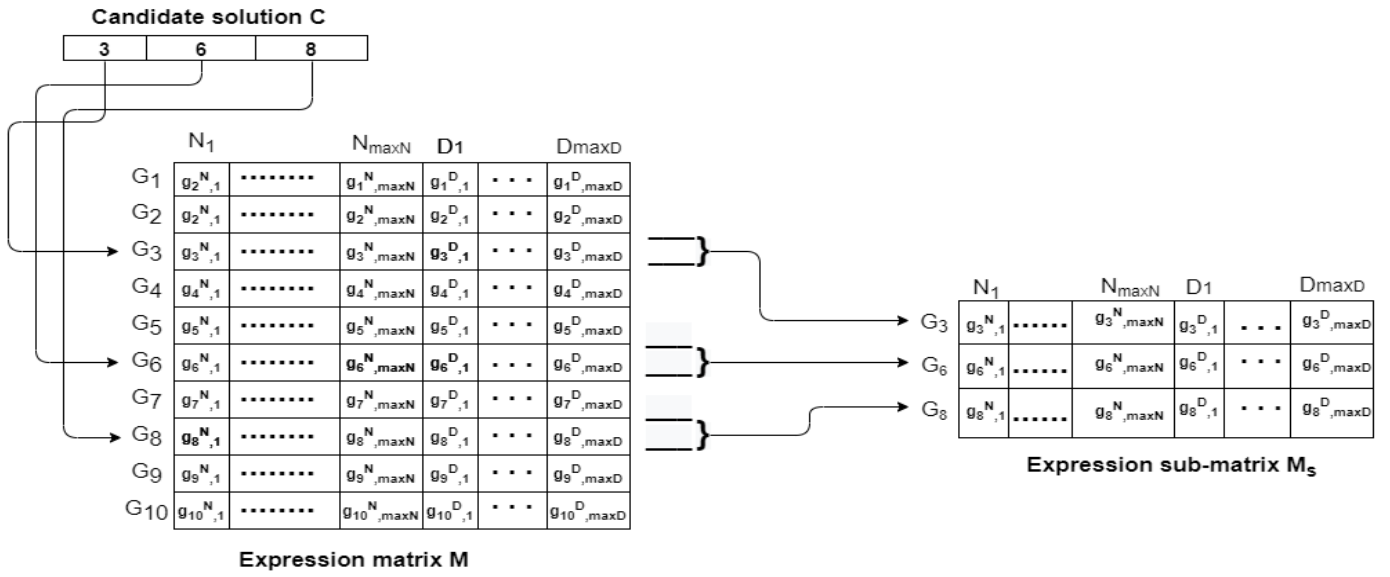 Candidate solution C
3 6 8
N1 NmaxN D1 DmaxD
G1 g2N,1 ........ g1N,maxN g1D,1 ... g1D,maxD
G2 g2N,1 ........ g2N,maxN g2D,1 ... g2D,maxD
G3 g3N,1 ........ g3N,maxN g3D,1 ... g3D,maxD
G4 g4N,1 ........ g4N,maxN g4D,1 ... g4D,maxD
G5 g5N,1 ........ g5N,maxN g5D,1 ... g5D,maxD
G6 g6N,1 ........ g6N,maxN g6D,1 ... g6D,maxD
G7 g7N,1 ........ g7N,maxN g7D,1 ... g7D,maxD
G8 g8N,1 ........ g8N,maxN g8D,1 ... g8D,maxD
G9 g9N,1 ........ g9N,maxN g9D,1 ... g9D,maxD
G10 g10N,1 ........ g10N,maxN g10D,1 ... g10D,maxD
Expression matrix M
N1 NmaxN D1 DmaxD
G3 g3N,1 ...... g3N,maxN g3D,1 ... g3D,maxD
G6 g6N,1 ...... g6N,maxN g6D,1 ... g6D,maxD
G8 g8N,1 ...... g8N,maxN g8D,1 ... g8D,maxD
Expression sub-matrix Ms